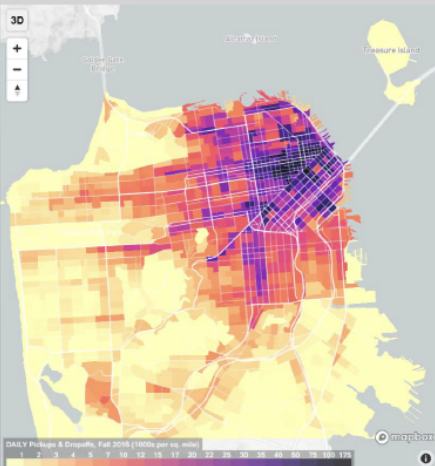 3D
Alcatraz Island
Golden Gate
Bridge
Treasure Island
+
−
mapbox
DAILY Pickups & Dropoffs, Fall 2016 (1000s per sq. mile)
1 2 3 4 5 7 10 12 15 17 20 22 25 30 35 40 50 75 100 175
i